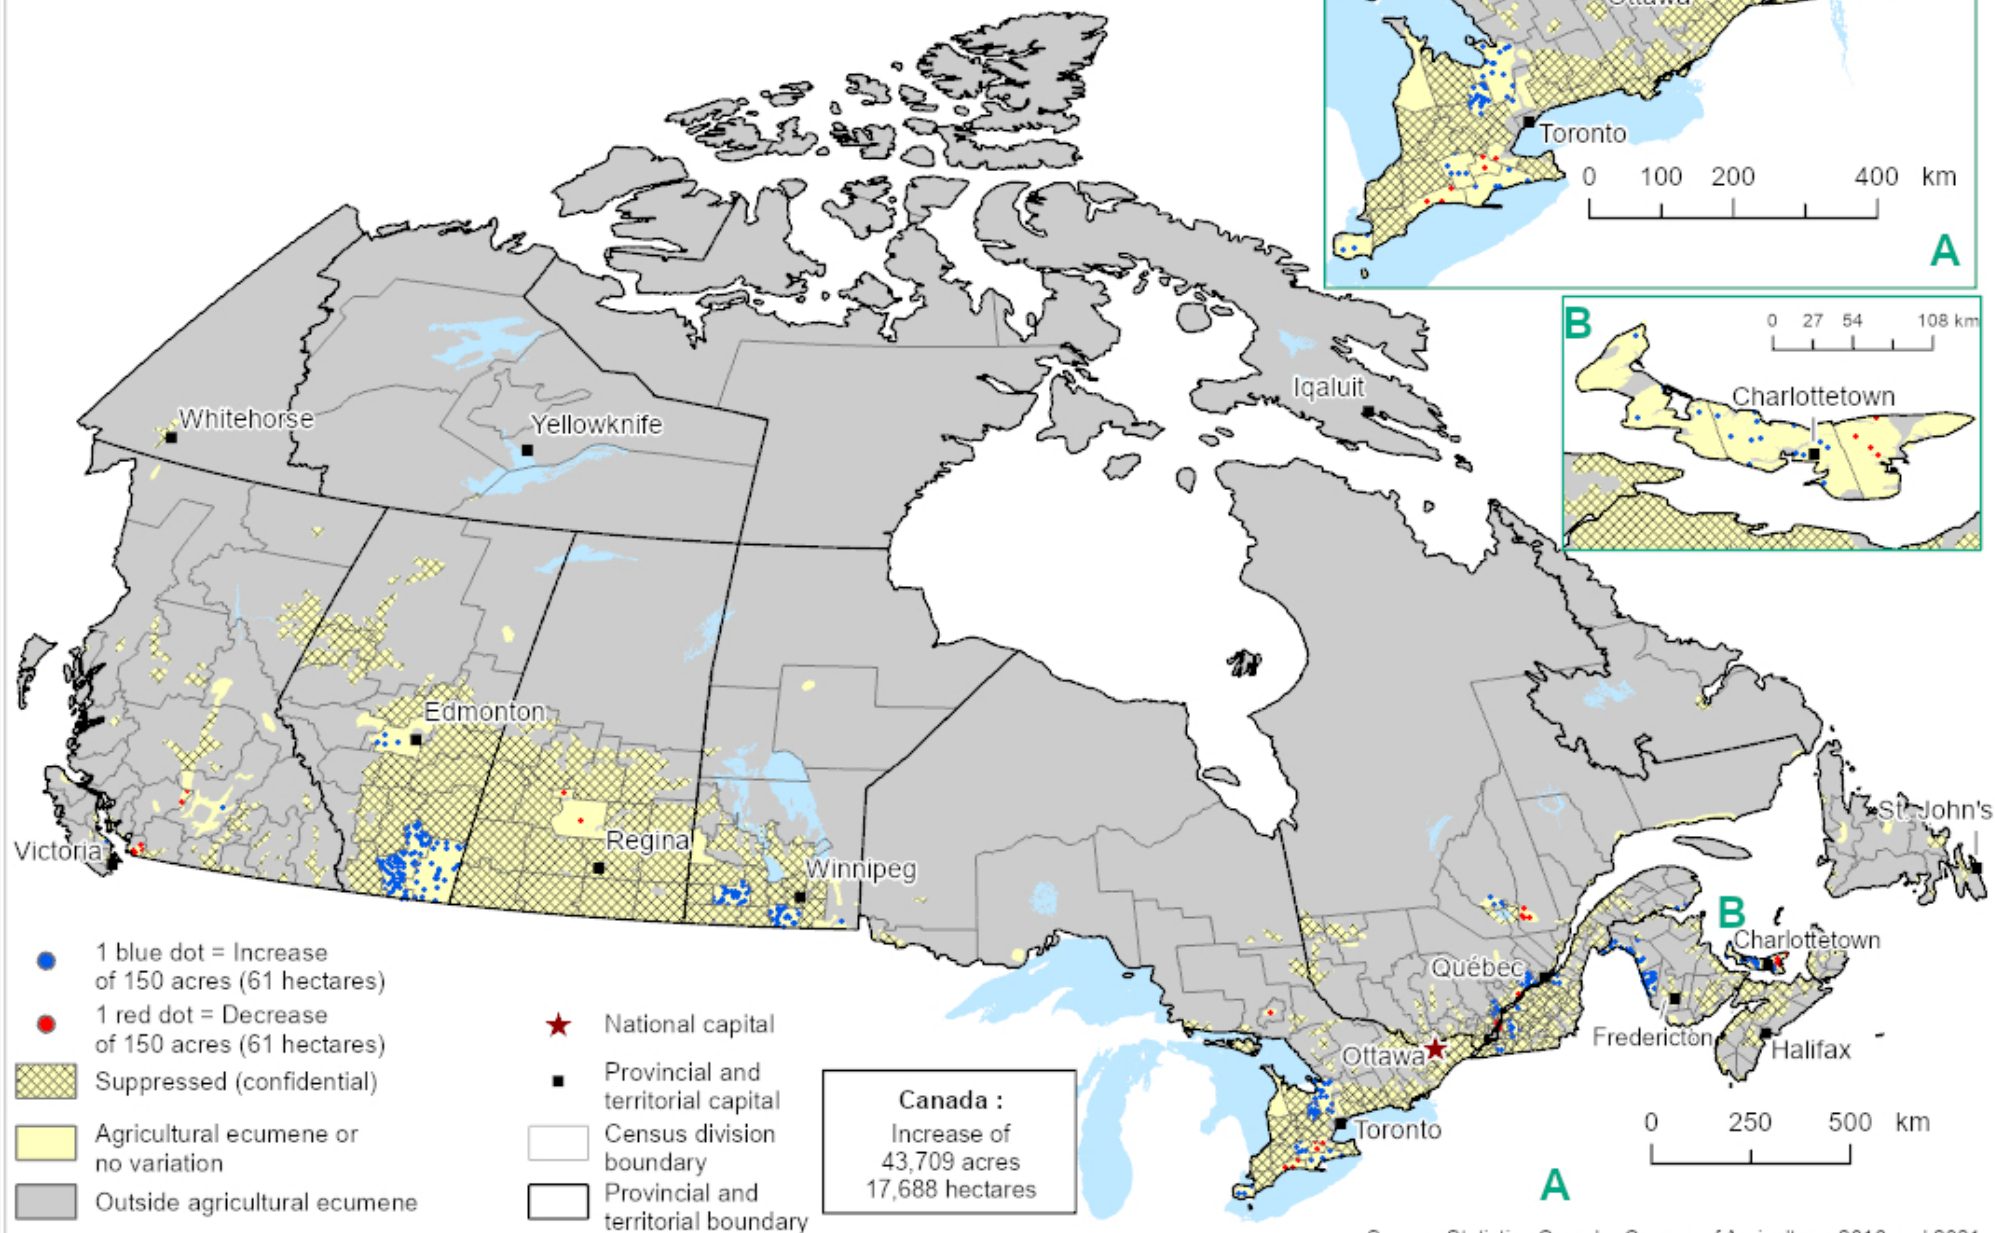 Ottawa
Toronto
0 100 200 400 km
A
B
0 27 54 108 km
Charlottetown
Iqaluit
Whitehorse
Yellowknife
Edmonton
Regina
Winnipeg
Victoria
St. John's
B
Charlottetown
Québec
Fredericton
Halifax
Ottawa
Toronto
0 250 500 km
A
1 blue dot = Increase
of 150 acres (61 hectares)
1 red dot = Decrease
of 150 acres (61 hectares)
Suppressed (confidential)
Agricultural ecumene or
no variation
Outside agricultural ecumene
National capital
Provincial and
territorial capital
Census division
boundary
Provincial and
territorial boundary
Canada :
Increase of
43,709 acres
17,688 hectares